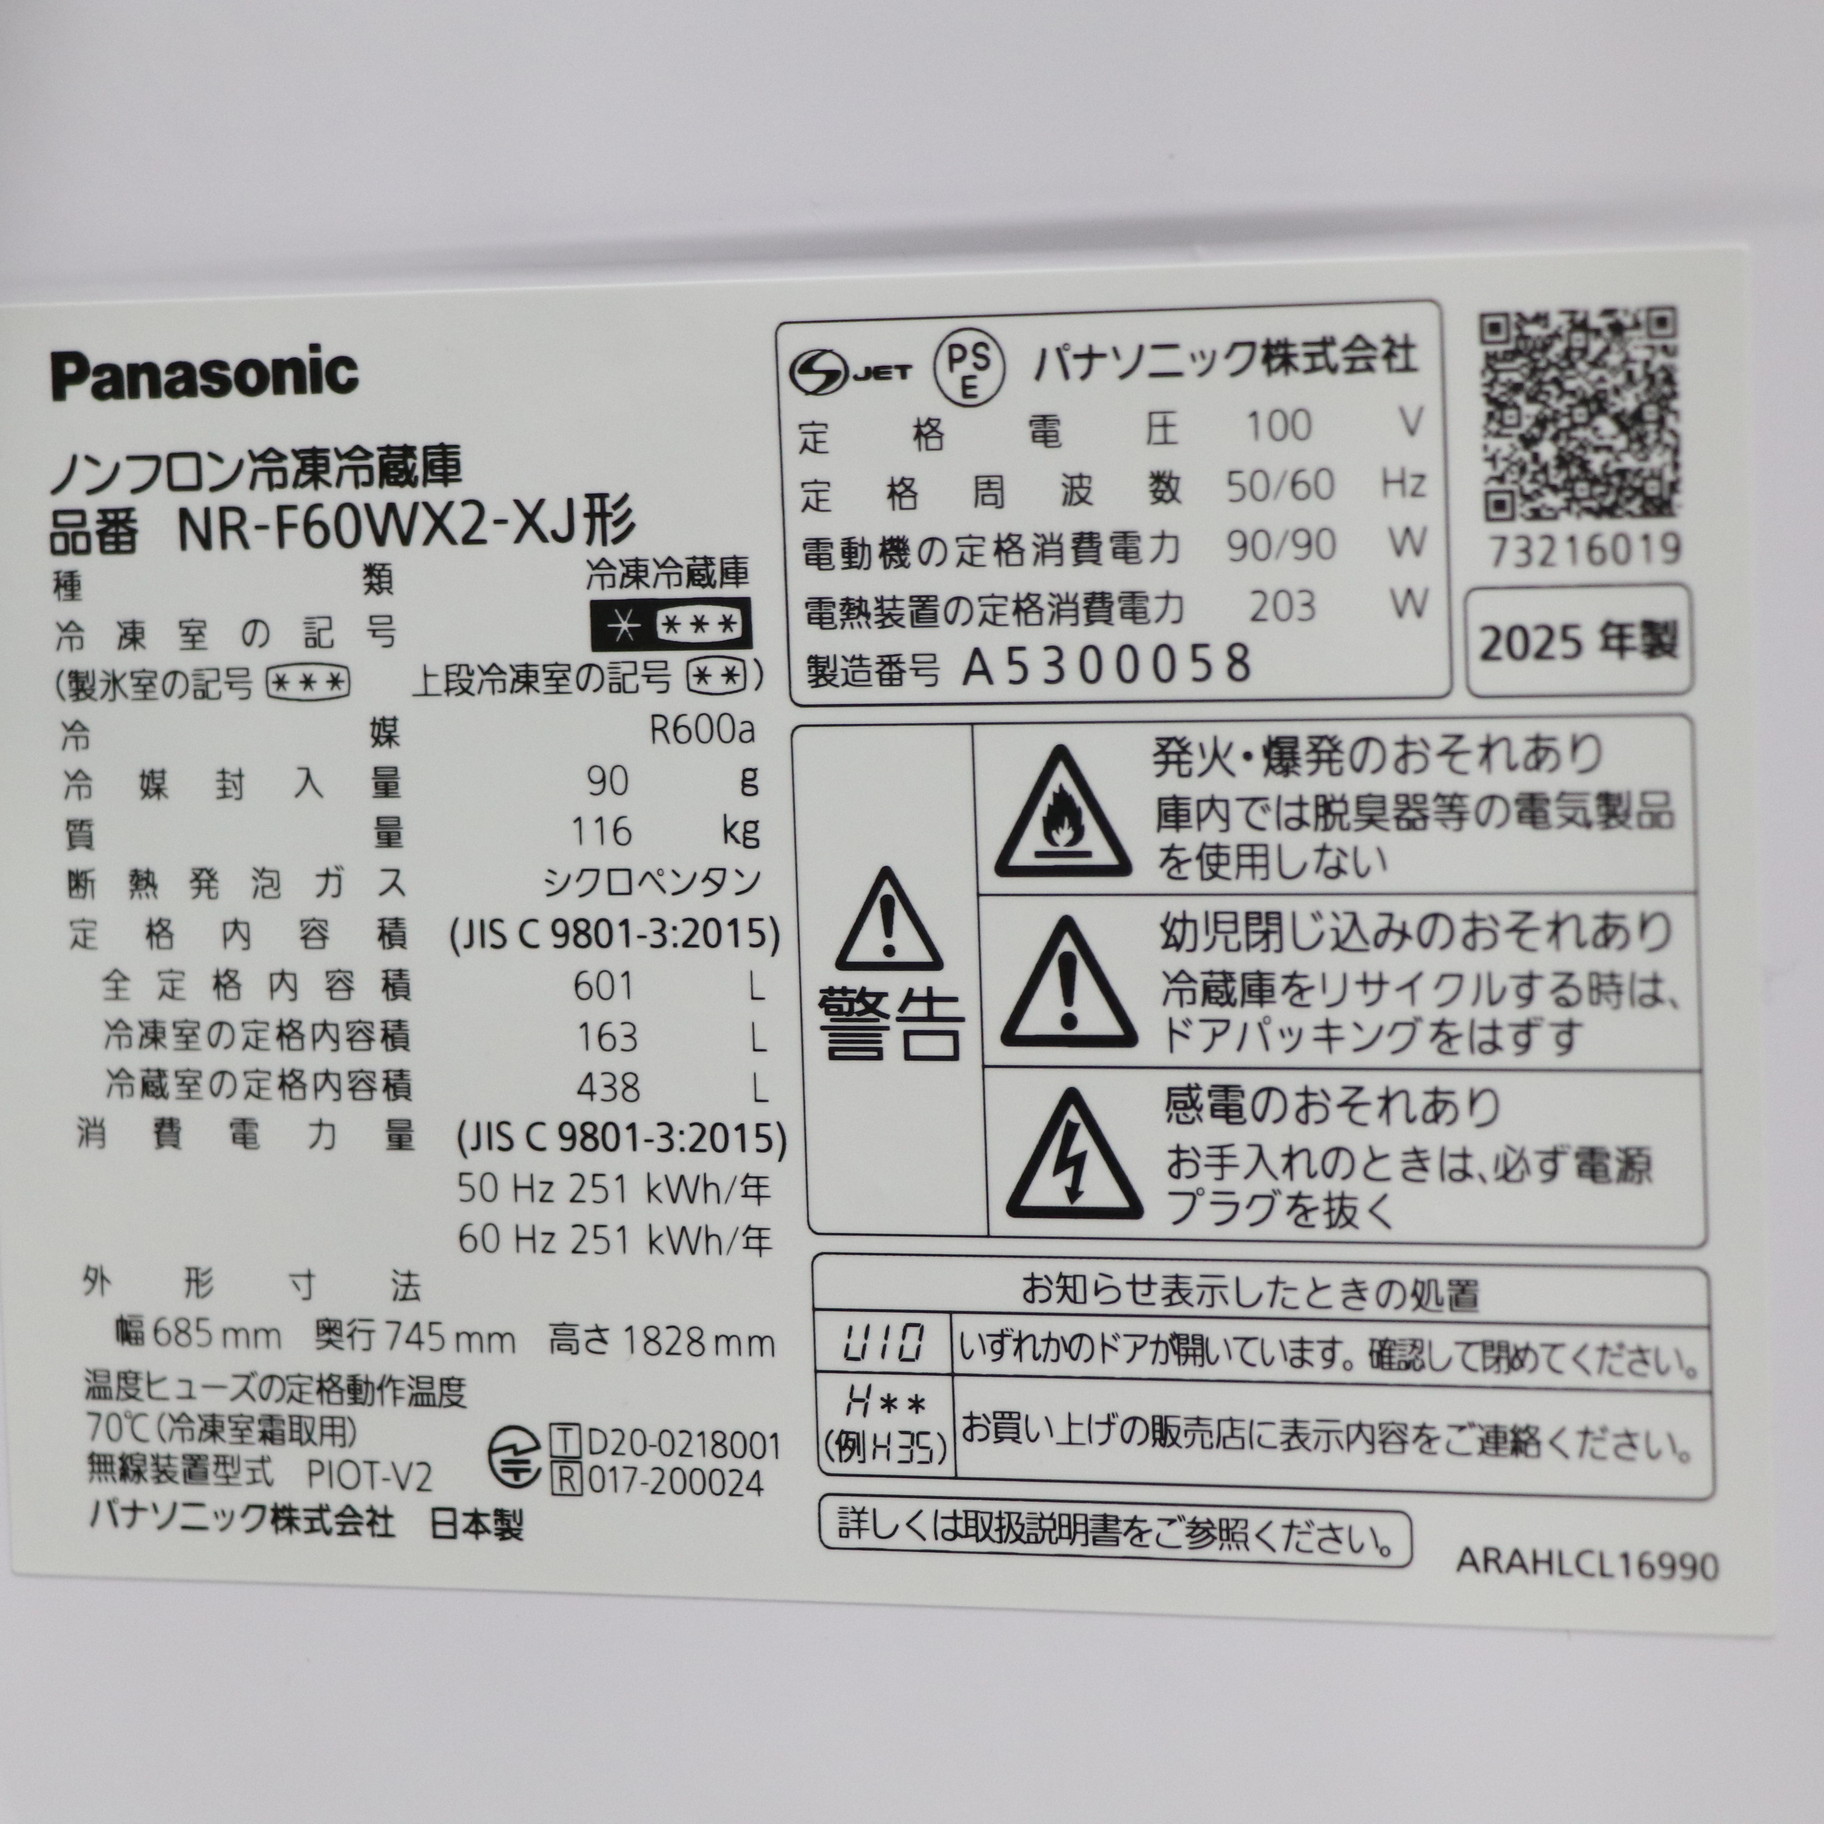 Panasonic
ノンフロン冷凍冷蔵庫
品番 NR-F60WX2-XJ形
種類 冷凍冷蔵庫
冷凍室の記号 * ***
(製氷室の記号 *** 上段冷凍室の記号 **)
冷媒 R600a
冷媒封入量 90 g
質量 116 kg
断熱発泡ガス シクロペンタン
定格内容積 (JIS C 9801-3:2015)
全定格内容積 601 L
冷凍室の定格内容積 163 L
冷蔵室の定格内容積 438 L
消費電力量 (JIS C 9801-3:2015)
50 Hz 251 kWh/年
60 Hz 251 kWh/年
外形寸法
幅 685 mm 奥行 745 mm 高さ 1828 mm
温度ヒューズの定格動作温度
70℃(冷凍室霜取用)
無線装置型式 PIOT-V2
T D20-0218001
R 017-200024
パナソニック株式会社 日本製
S JET PSE パナソニック株式会社
定格電圧 100 V
定格周波数 50/60 Hz
電動機の定格消費電力 90/90 W
電熱装置の定格消費電力 203 W
製造番号 A5300058
73216019
2025 年製
警告
発火・爆発のおそれあり
庫内では脱臭器等の電気製品
を使用しない
幼児閉じ込みのおそれあり
冷蔵庫をリサイクルする時は、
ドアパッキングをはずす
感電のおそれあり
お手入れのときは、必ず電源
プラグを抜く
お知らせ表示したときの処置
U10 いずれかのドアが開いています。確認して閉めてください。
H** (例H35) お買い上げの販売店に表示内容をご連絡ください。
詳しくは取扱説明書をご参照ください。
ARAHLCL16990